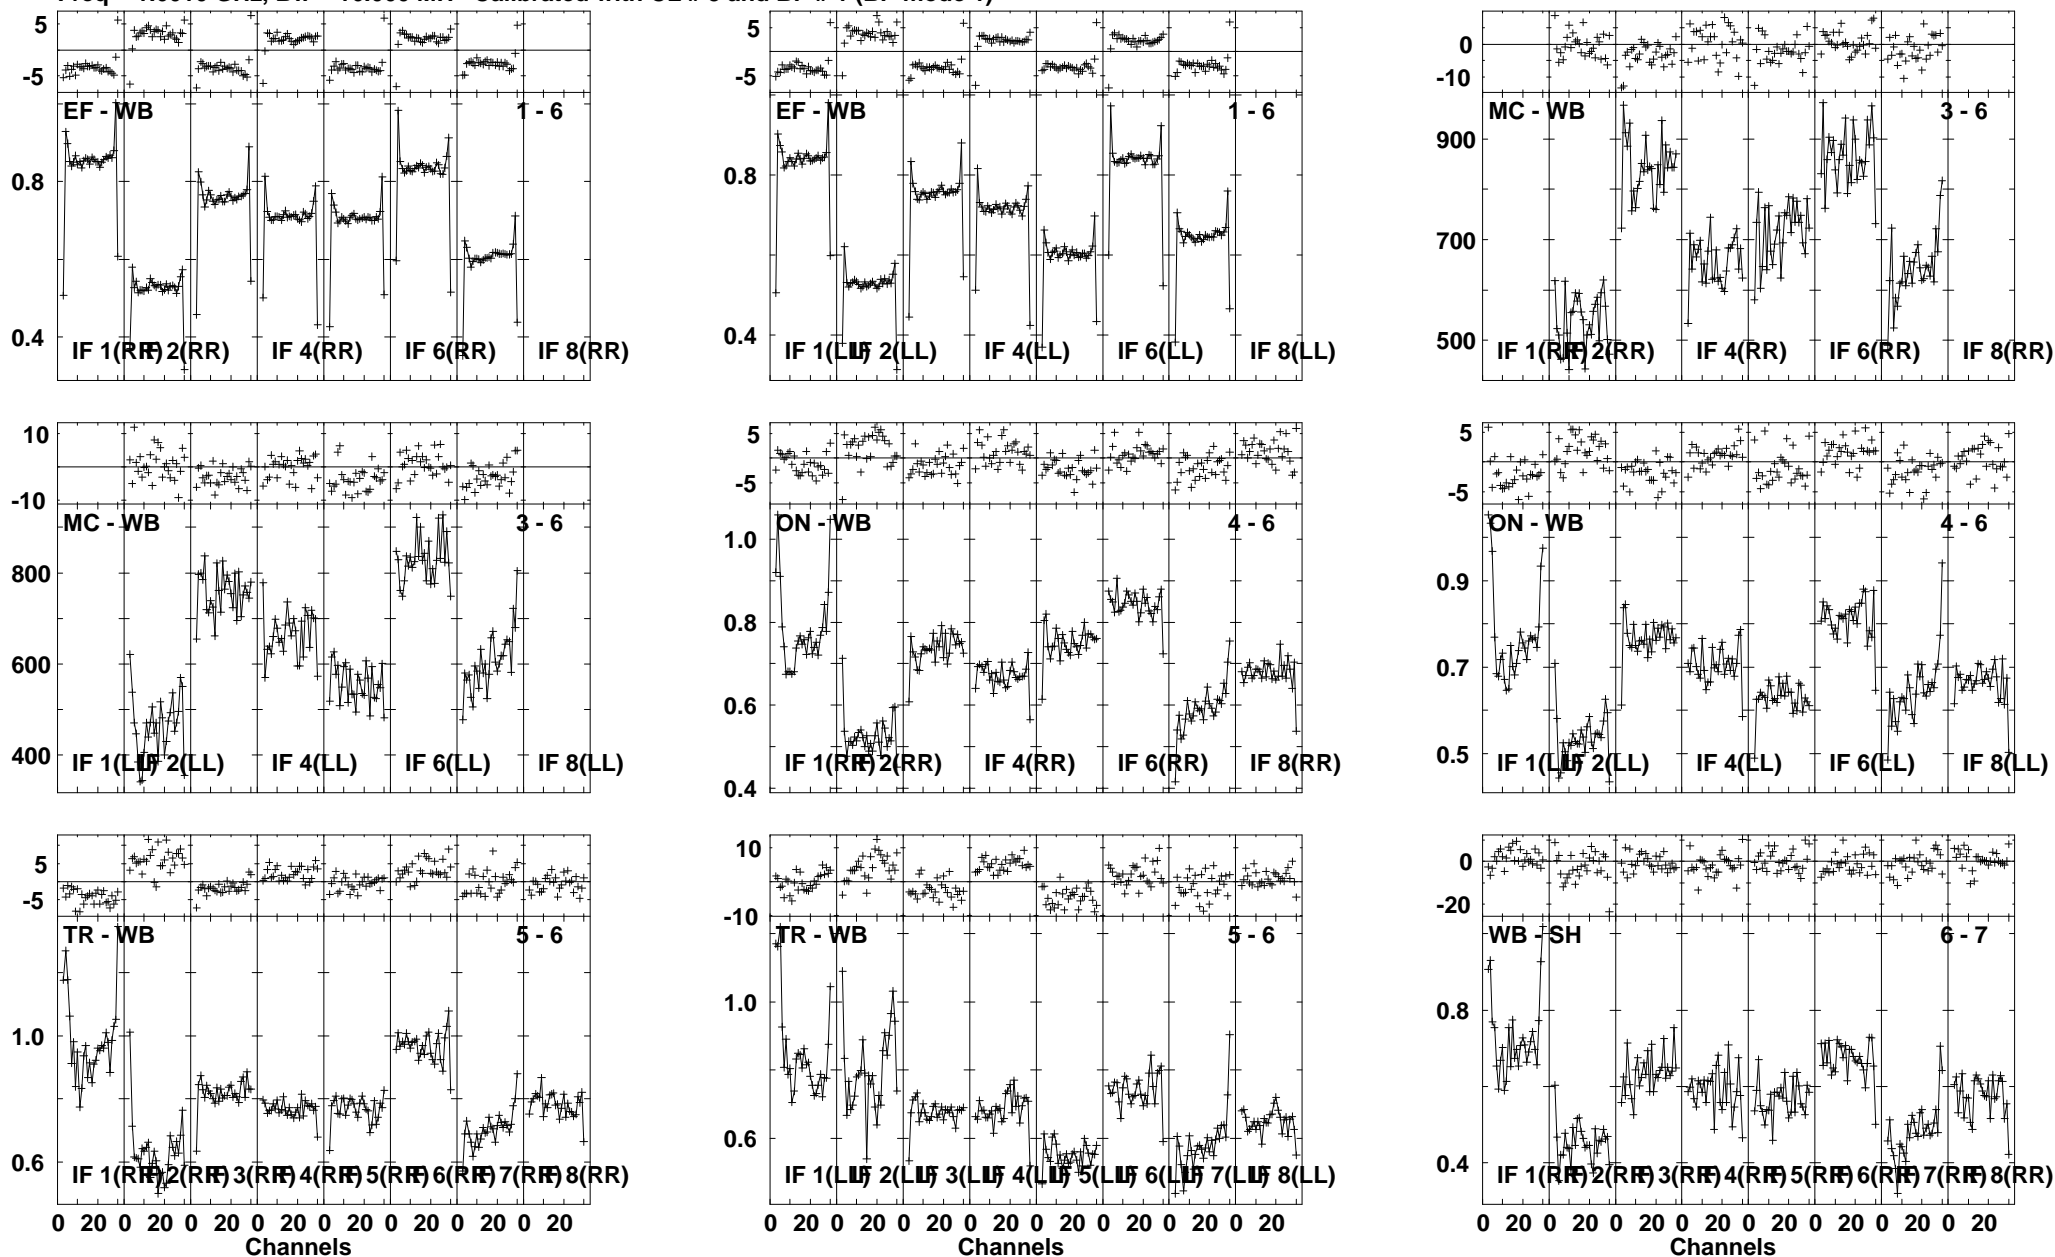 5
-5
EF - WB 1 - 6
0.8
0.4
IF 1(RR) IF 2(RR) IF 4(RR) IF 6(RR) IF 8(RR)
5
-5
EF - WB 1 - 6
0.8
0.4
IF 1(LL) IF 2(LL) IF 4(LL) IF 6(LL) IF 8(LL)
0
-10
MC - WB 3 - 6
900
700
500
IF 1(RR) IF 2(RR) IF 4(RR) IF 6(RR) IF 8(RR)
10
-10
MC - WB 3 - 6
800
600
400
IF 1(LL) IF 2(LL) IF 4(LL) IF 6(LL) IF 8(LL)
5
-5
ON - WB 4 - 6
1.0
0.8
0.6
0.4
IF 1(RR) IF 2(RR) IF 4(RR) IF 6(RR) IF 8(RR)
5
-5
ON - WB 4 - 6
0.9
0.7
0.5
IF 1(LL) IF 2(LL) IF 4(LL) IF 6(LL) IF 8(LL)
5
-5
TR - WB 5 - 6
1.0
0.6
IF 1(RR) IF 2(RR) IF 3(RR) IF 4(RR) IF 5(RR) IF 6(RR) IF 7(RR) IF 8(RR)
0 20 0 20 0 20 0 20 0 20 0 20 0 20 0 20
Channels
10
-10
TR - WB 5 - 6
1.0
0.6
IF 1(LL) IF 2(LL) IF 3(LL) IF 4(LL) IF 5(LL) IF 6(LL) IF 7(LL) IF 8(LL)
0 20 0 20 0 20 0 20 0 20 0 20 0 20 0 20
Channels
0
-20
WB - SH 6 - 7
0.8
0.4
IF 1(RR) IF 2(RR) IF 3(RR) IF 4(RR) IF 5(RR) IF 6(RR) IF 7(RR) IF 8(RR)
0 20 0 20 0 20 0 20 0 20 0 20 0 20 0 20
Channels